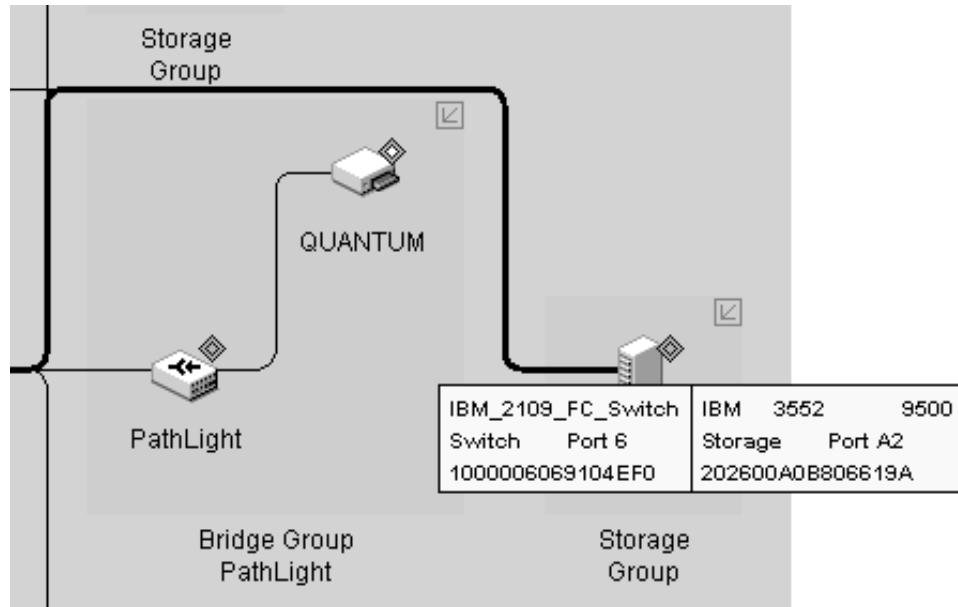 Storage
Group
QUANTUM
PathLight
IBM_2109_FC_Switch
Switch Port 6
1000006069104EF0
IBM 3552 9500
Storage Port A2
202600A0B806619A
Bridge Group
PathLight
Storage
Group